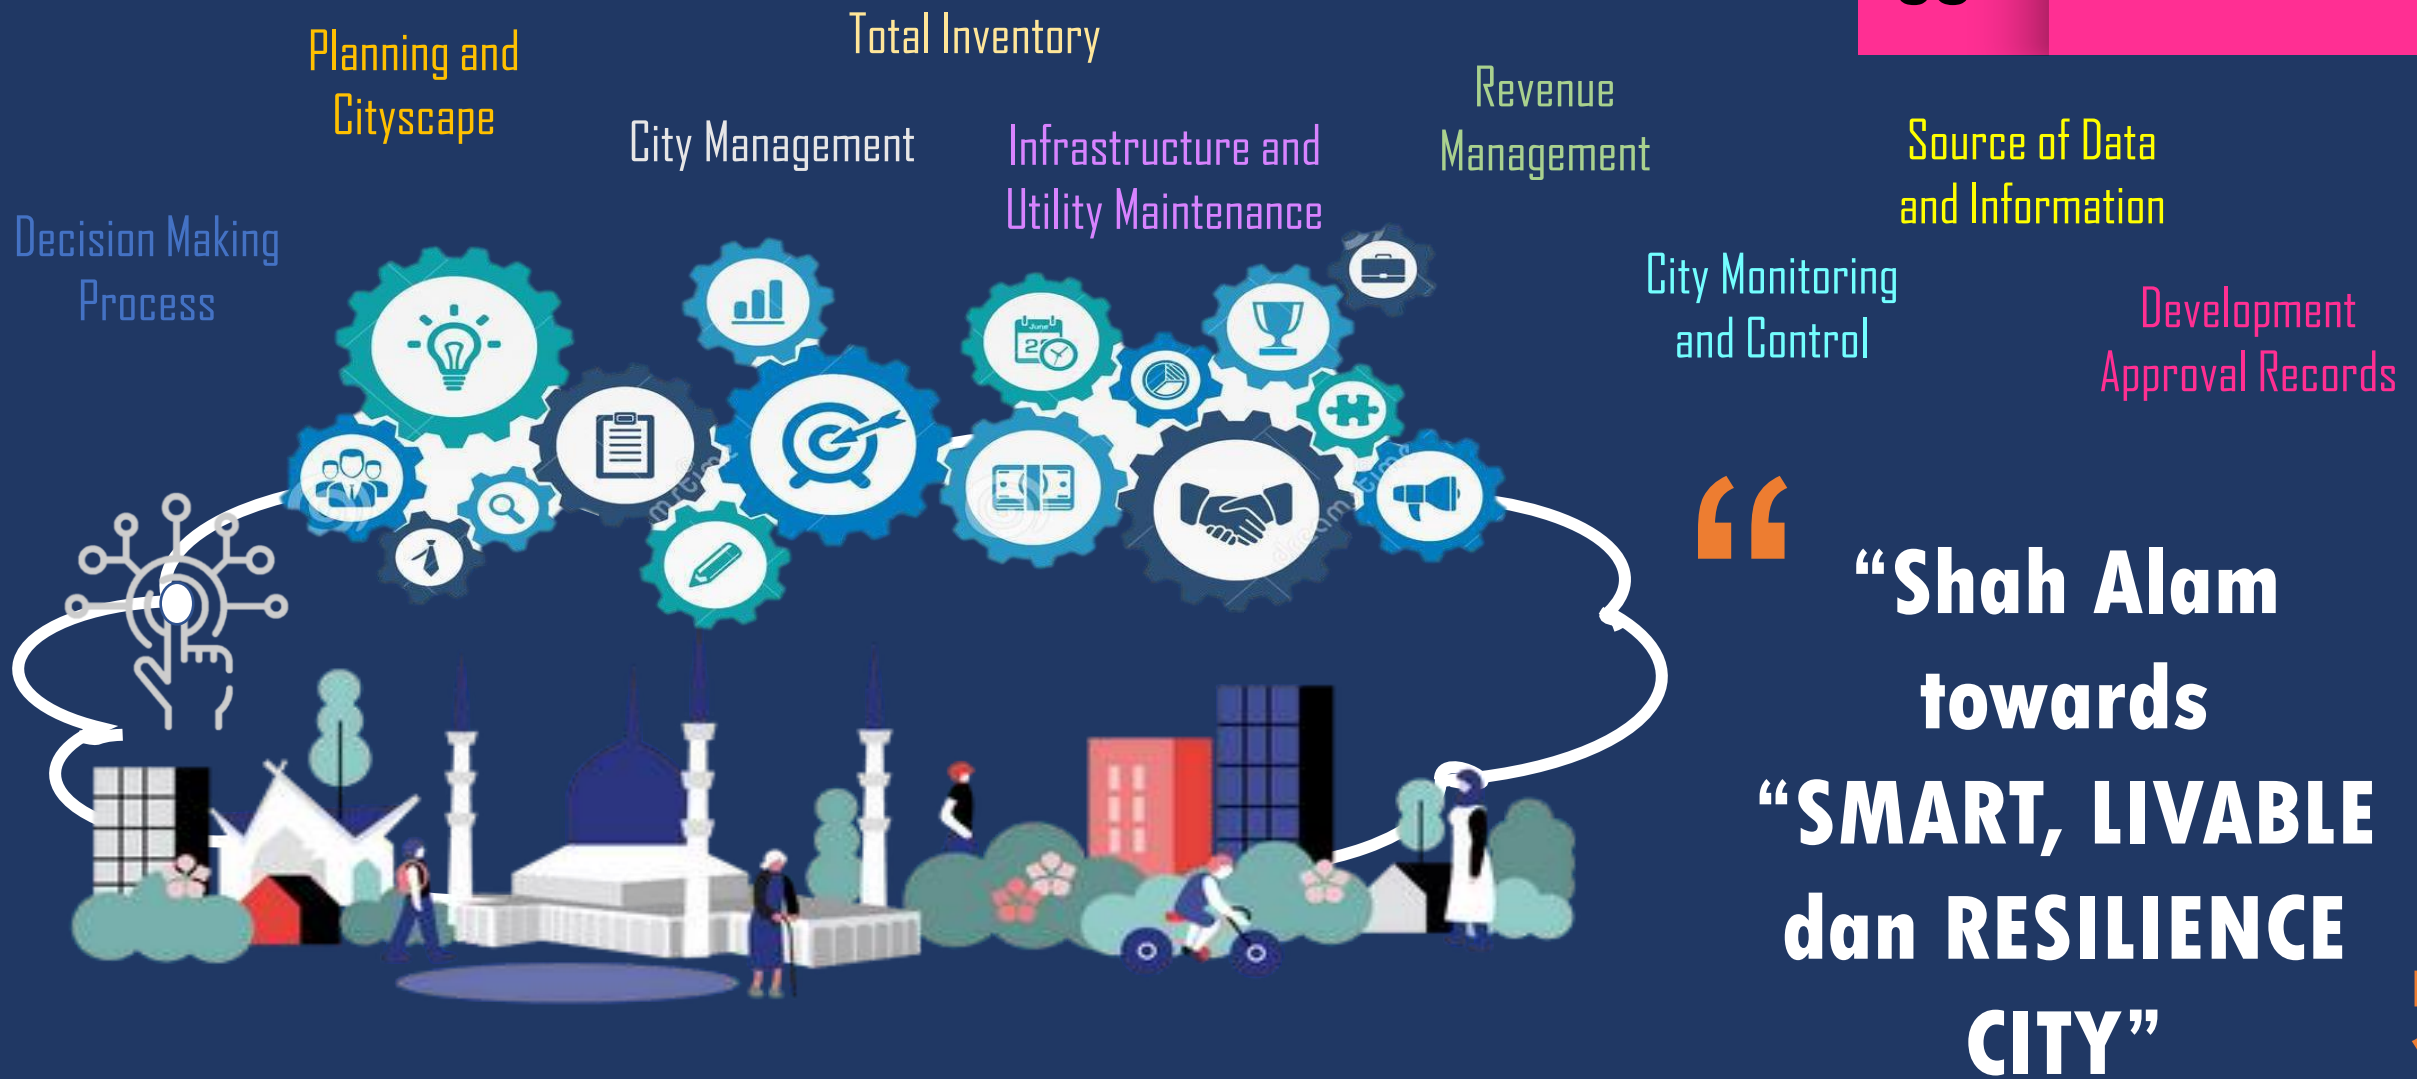 Total Inventory
Planning and
Cityscape
City Management
Infrastructure and
Utility Maintenance
Revenue
Management
Source of Data
and Information
Decision Making
Process
City Monitoring
and Control
Development
Approval Records
June
“
“Shah Alam
towards
“SMART, LIVABLE
dan RESILIENCE
CITY”